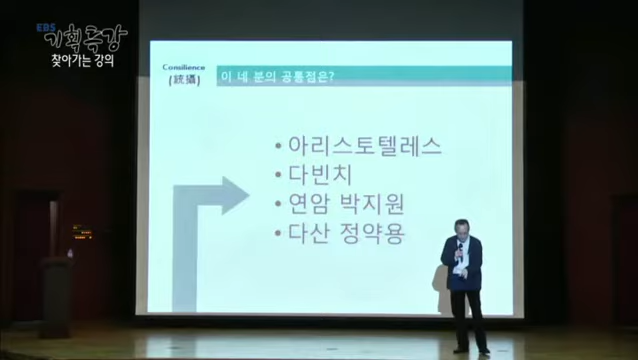 EBS
기획특강
찾아가는 강의
Consilience
(統攝)
이 네 분의 공통점은?
• 아리스토텔레스
• 다빈치
• 연암 박지원
• 다산 정약용